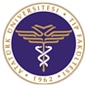 ATATÜRK ÜNİVERSİTESİ • TIP FAKÜLTESİ
• 1962 •